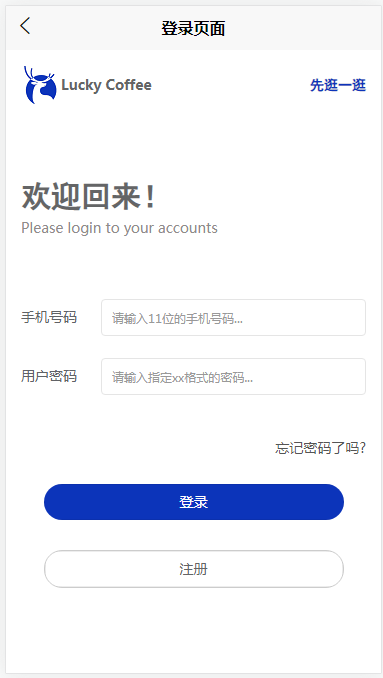 登录页面
Lucky Coffee
先逛一逛
欢迎回来！
Please login to your accounts
手机号码
请输入11位的手机号码...
用户密码
请输入指定xx格式的密码...
忘记密码了吗?
登录
注册